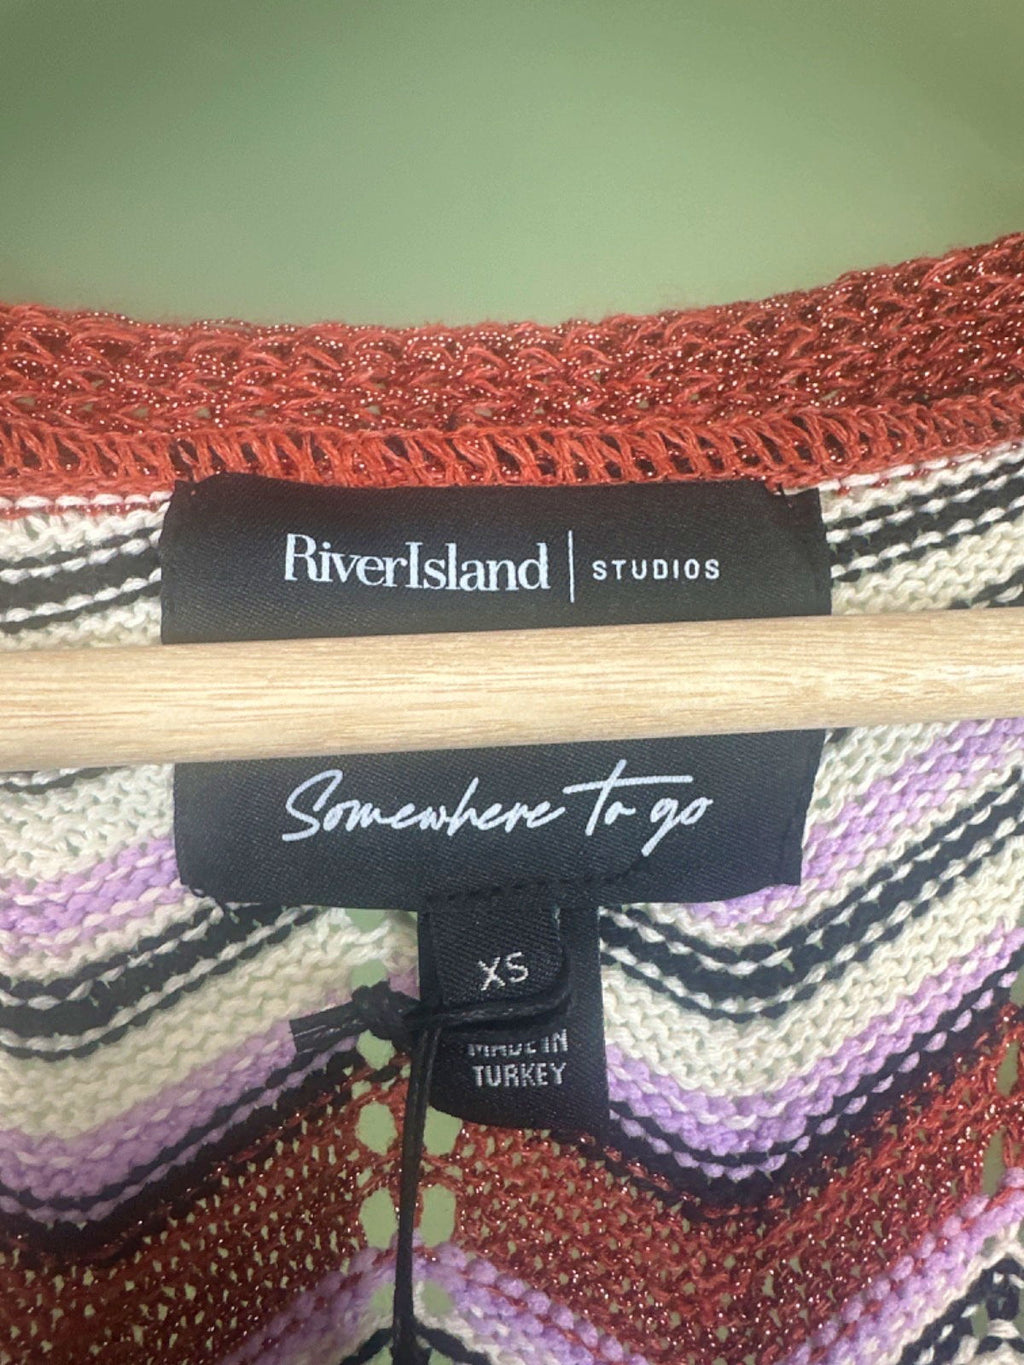 RiverIsland | STUDIOS
Somewhere To go
XS
MADE IN
TURKEY